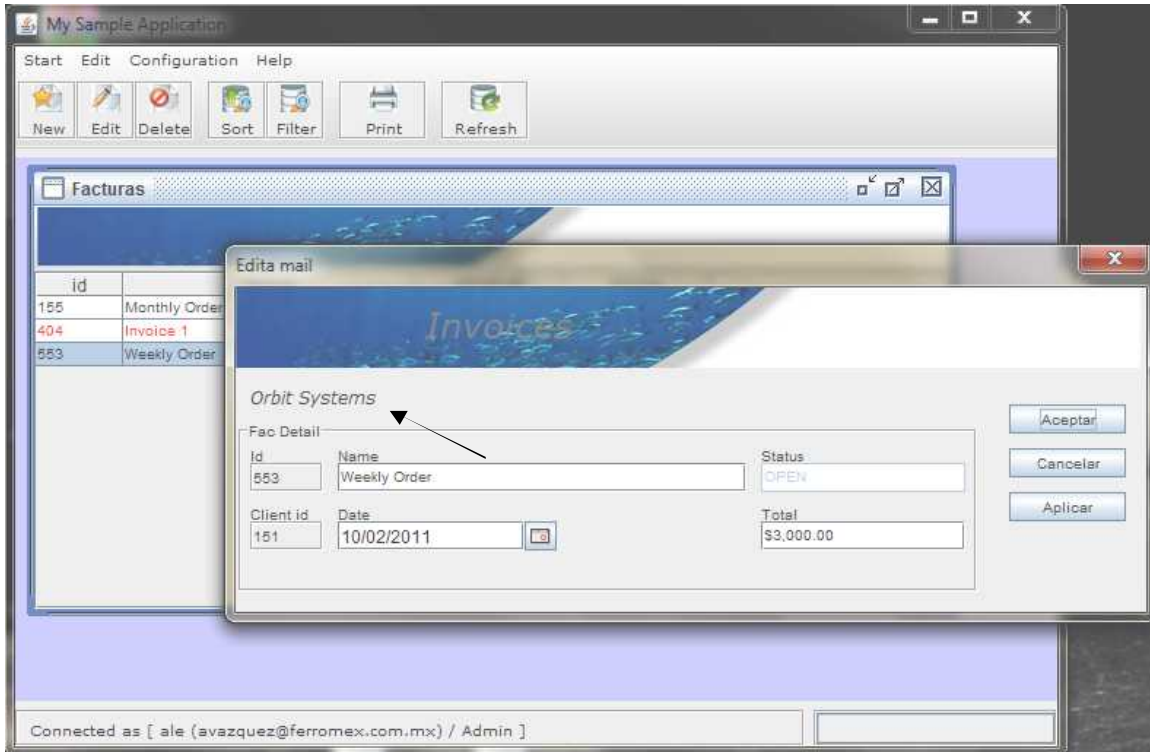 My Sample Application
Start Edit Configuration Help
New Edit Delete Sort Filter Print Refresh
Facturas
id
155 Monthly Order
404 Invoice 1
553 Weekly Order
Edita mail
Invoices
Orbit Systems
Fac Detail
Id Name Status
553 Weekly Order OPEN
Client id Date Total
151 10/02/2011 $3,000.00
Aceptar
Cancelar
Aplicar
Connected as [ ale (avazquez@ferromex.com.mx) / Admin ]